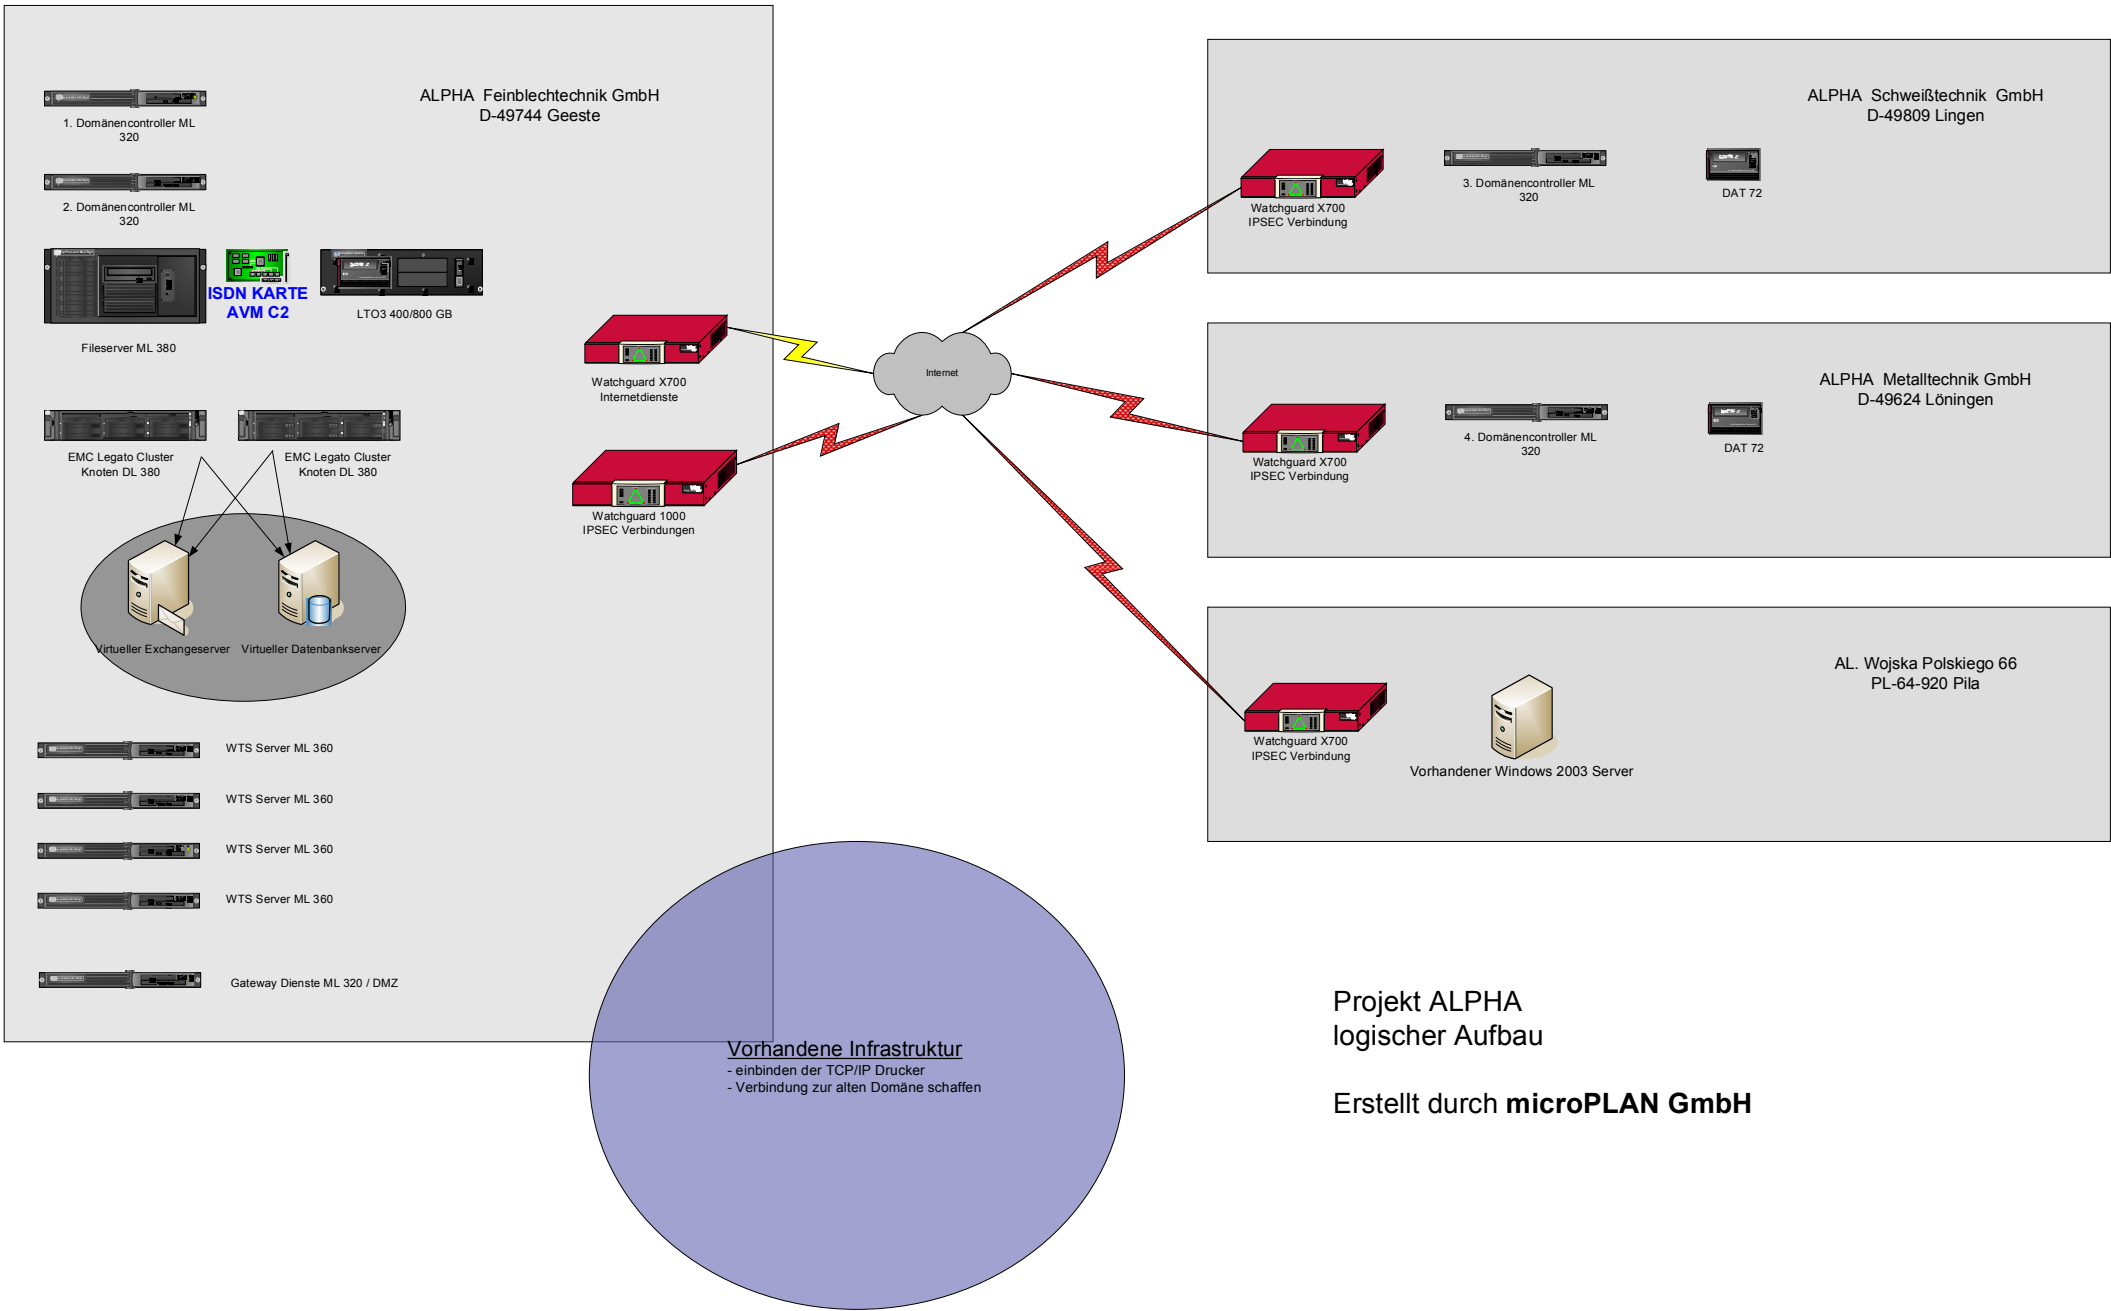 ALPHA Feinblechtechnik GmbH
D-49744 Geeste
1. Domänencontroller ML
320
2. Domänencontroller ML
320
ISDN KARTE
AVM C2
LTO3 400/800 GB
Fileserver ML 380
EMC Legato Cluster
Knoten DL 380
EMC Legato Cluster
Knoten DL 380
Virtueller Exchangeserver
Virtueller Datenbankserver
WTS Server ML 360
WTS Server ML 360
WTS Server ML 360
WTS Server ML 360
Gateway Dienste ML 320 / DMZ
Watchguard X700
Internetdienste
Watchguard 1000
IPSEC Verbindungen
Internet
ALPHA Schweißtechnik GmbH
D-49809 Lingen
Watchguard X700
IPSEC Verbindung
3. Domänencontroller ML
320
DAT 72
ALPHA Metalltechnik GmbH
D-49624 Löningen
Watchguard X700
IPSEC Verbindung
4. Domänencontroller ML
320
DAT 72
AL. Wojska Polskiego 66
PL-64-920 Pila
Watchguard X700
IPSEC Verbindung
Vorhandener Windows 2003 Server
Vorhandene Infrastruktur
- einbinden der TCP/IP Drucker
- Verbindung zur alten Domäne schaffen
Projekt ALPHA
logischer Aufbau
Erstellt durch microPLAN GmbH